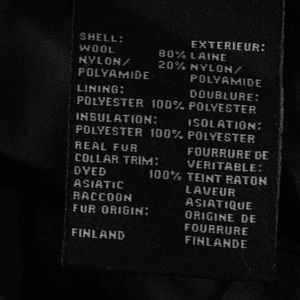 SHELL:
WOOL 80%
NYLON/ 20%
POLYAMIDE
LINING:
POLYESTER 100%
INSULATION:
POLYESTER 100%
REAL FUR
COLLAR TRIM:
DYED 100%
ASIATIC
RACCOON
FUR ORIGIN:
FINLAND
EXTERIEUR:
LAINE
NYLON/
POLYAMIDE
DOUBLURE:
POLYESTER
ISOLATION:
POLYESTER
FOURRURE DE
VERITABLE:
TEINT RATON
LAVEUR
ASIATIQUE
ORIGINE DE
FOURRURE
FINLANDE